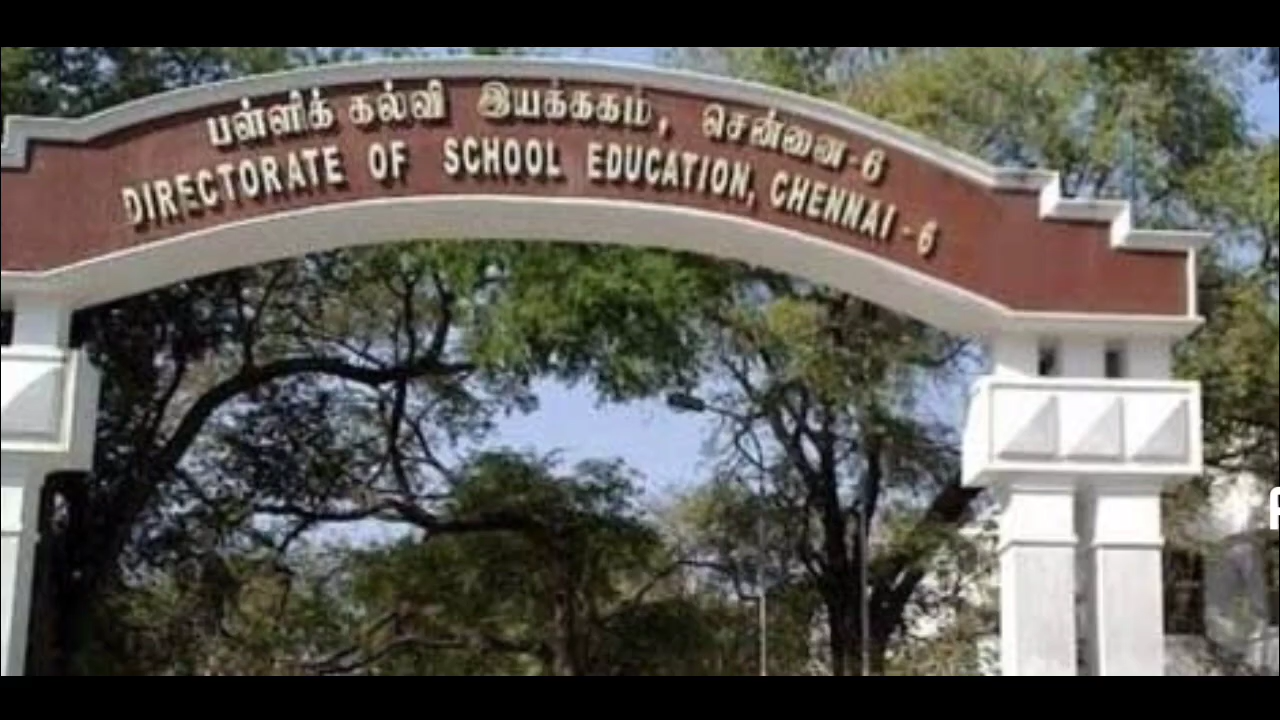 பள்ளிக் கல்வி இயக்ககம், சென்னை-6
DIRECTORATE OF SCHOOL EDUCATION, CHENNAI - 6